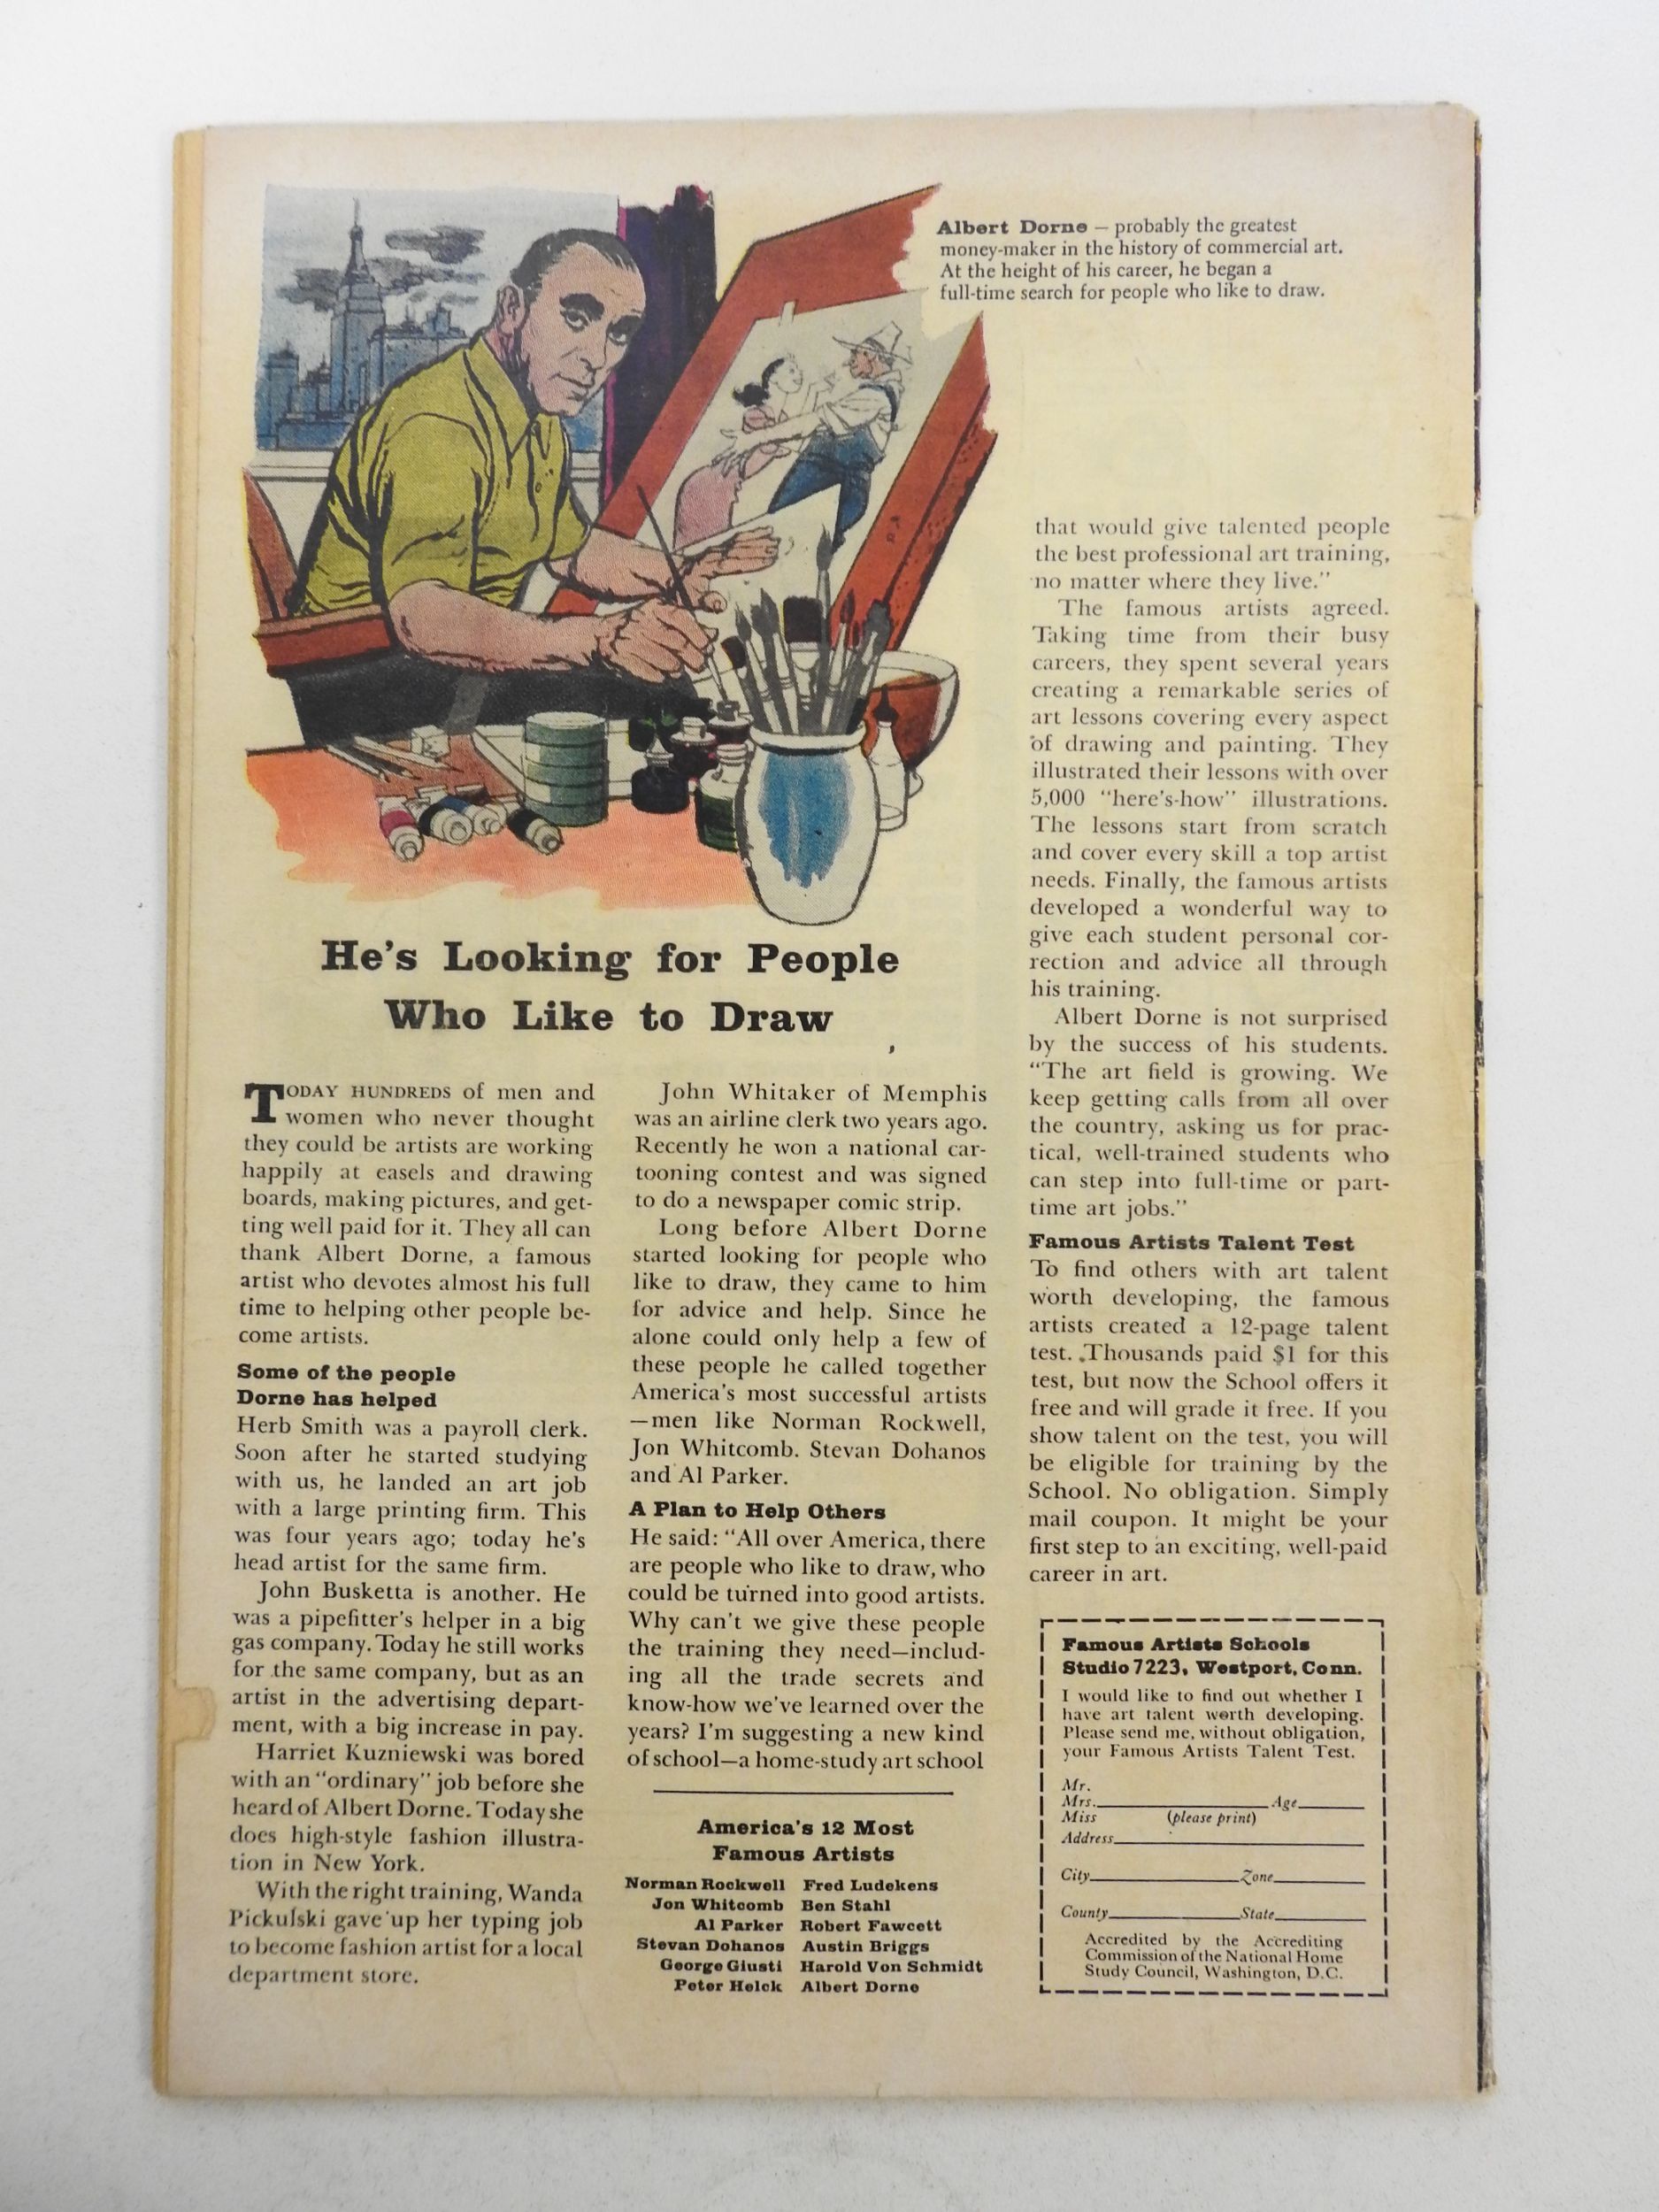 Albert Dorne — probably the greatest
money-maker in the history of commercial art.
At the height of his career, he began a
full-time search for people who like to draw.
He's Looking for People
Who Like to Draw
TODAY HUNDREDS of men and
women who never thought
they could be artists are working
happily at easels and drawing
boards, making pictures, and get-
ting well paid for it. They all can
thank Albert Dorne, a famous
artist who devotes almost his full
time to helping other people be-
come artists.
Some of the people
Dorne has helped
Herb Smith was a payroll clerk.
Soon after he started studying
with us, he landed an art job
with a large printing firm. This
was four years ago; today he's
head artist for the same firm.
John Busketta is another. He
was a pipefitter's helper in a big
gas company. Today he still works
for the same company, but as an
artist in the advertising depart-
ment, with a big increase in pay.
Harriet Kuzniewski was bored
with an "ordinary" job before she
heard of Albert Dorne. Today she
does high-style fashion illustra-
tion in New York.
With the right training, Wanda
Pickulski gave up her typing job
to become fashion artist for a local
department store.
John Whitaker of Memphis
was an airline clerk two years ago.
Recently he won a national car-
tooning contest and was signed
to do a newspaper comic strip.
Long before Albert Dorne
started looking for people who
like to draw, they came to him
for advice and help. Since he
alone could only help a few of
these people he called together
America's most successful artists
—men like Norman Rockwell,
Jon Whitcomb. Stevan Dohanos
and Al Parker.
A Plan to Help Others
He said: "All over America, there
are people who like to draw, who
could be turned into good artists.
Why can't we give these people
the training they need—includ-
ing all the trade secrets and
know-how we've learned over the
years? I'm suggesting a new kind
of school—a home-study art school
America's 12 Most
Famous Artists
Norman Rockwell Fred Ludekens
Jon Whitcomb Ben Stahl
Al Parker Robert Fawcett
Stevan Dohanos Austin Briggs
George Giusti Harold Von Schmidt
Peter Helck Albert Dorne
that would give talented people
the best professional art training,
no matter where they live."
The famous artists agreed.
Taking time from their busy
careers, they spent several years
creating a remarkable series of
art lessons covering every aspect
of drawing and painting. They
illustrated their lessons with over
5,000 "here's-how" illustrations.
The lessons start from scratch
and cover every skill a top artist
needs. Finally, the famous artists
developed a wonderful way to
give each student personal cor-
rection and advice all through
his training.
Albert Dorne is not surprised
by the success of his students.
"The art field is growing. We
keep getting calls from all over
the country, asking us for prac-
tical, well-trained students who
can step into full-time or part-
time art jobs."
Famous Artists Talent Test
To find others with art talent
worth developing, the famous
artists created a 12-page talent
test. Thousands paid $1 for this
test, but now the School offers it
free and will grade it free. If you
show talent on the test, you will
be eligible for training by the
School. No obligation. Simply
mail coupon. It might be your
first step to an exciting, well-paid
career in art.
Famous Artists Schools
Studio 7223, Westport, Conn.
I would like to find out whether I
have art talent worth developing.
Please send me, without obligation,
your Famous Artists Talent Test.
Mr.
Mrs. Age
Miss (please print)
Address
City Zone
County State
Accredited by the Accrediting
Commission of the National Home
Study Council, Washington, D.C.